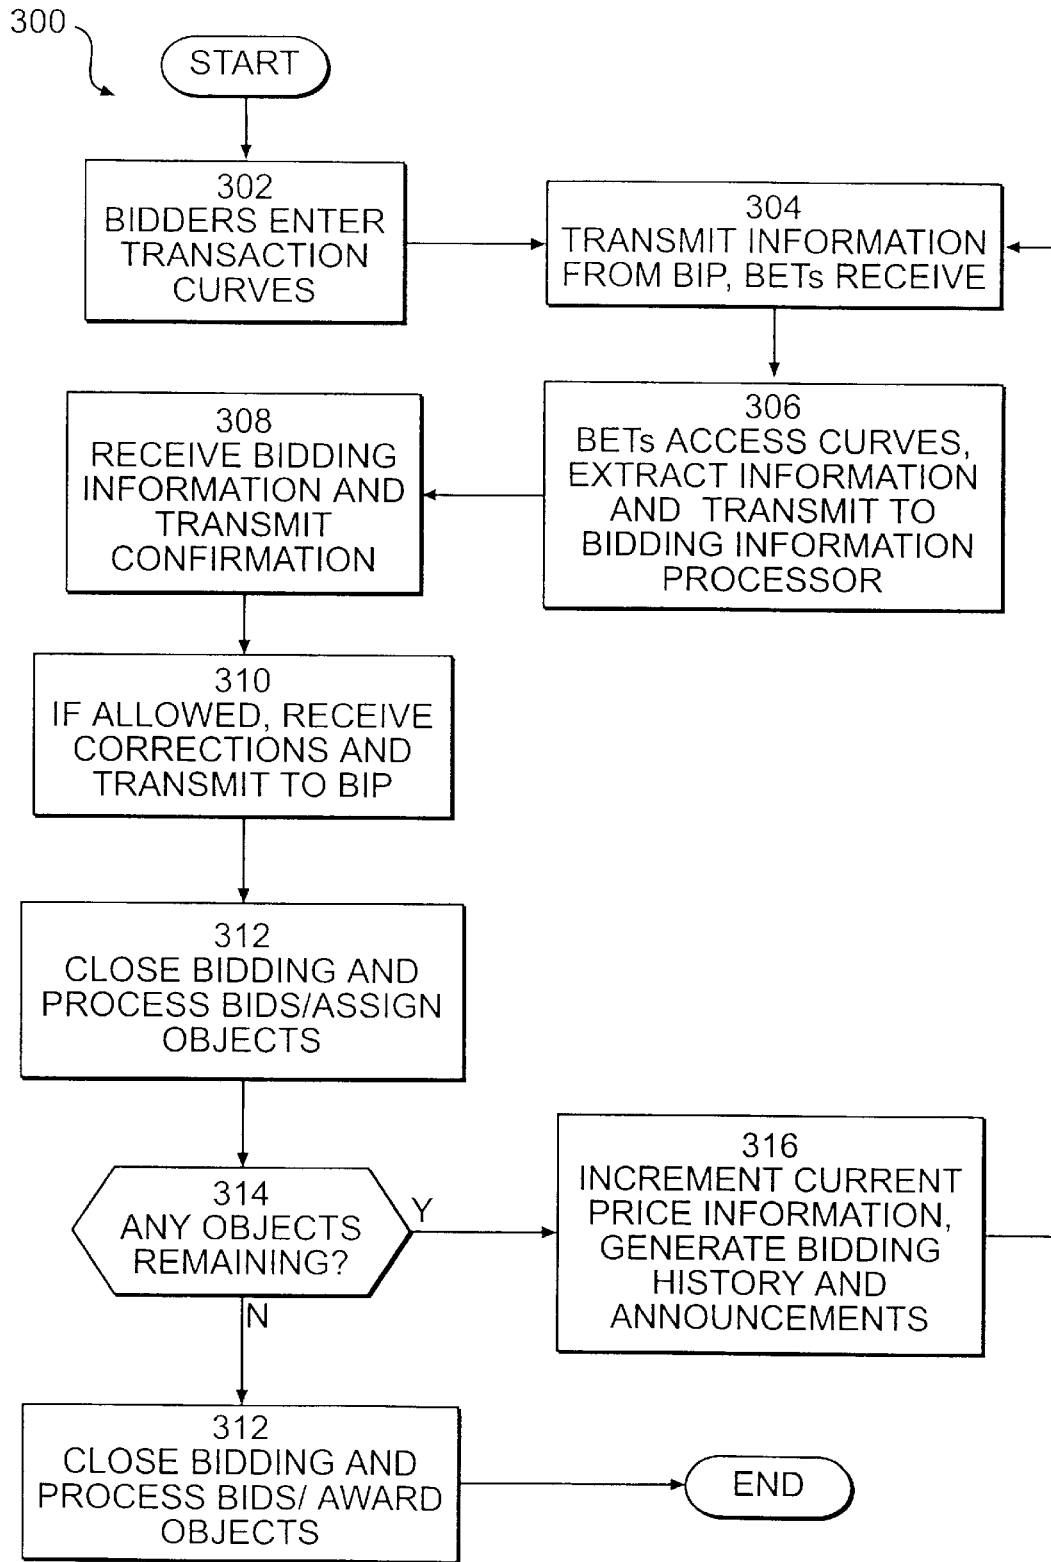 300
START
302
BIDDERS ENTER
TRANSACTION
CURVES
304
TRANSMIT INFORMATION
FROM BIP, BETs RECEIVE
306
BETs ACCESS CURVES,
EXTRACT INFORMATION
AND TRANSMIT TO
BIDDING INFORMATION
PROCESSOR
308
RECEIVE BIDDING
INFORMATION AND
TRANSMIT
CONFIRMATION
310
IF ALLOWED, RECEIVE
CORRECTIONS AND
TRANSMIT TO BIP
312
CLOSE BIDDING AND
PROCESS BIDS/ASSIGN
OBJECTS
314
ANY OBJECTS
REMAINING?
Y
N
316
INCREMENT CURRENT
PRICE INFORMATION,
GENERATE BIDDING
HISTORY AND
ANNOUNCEMENTS
312
CLOSE BIDDING AND
PROCESS BIDS/ AWARD
OBJECTS
END